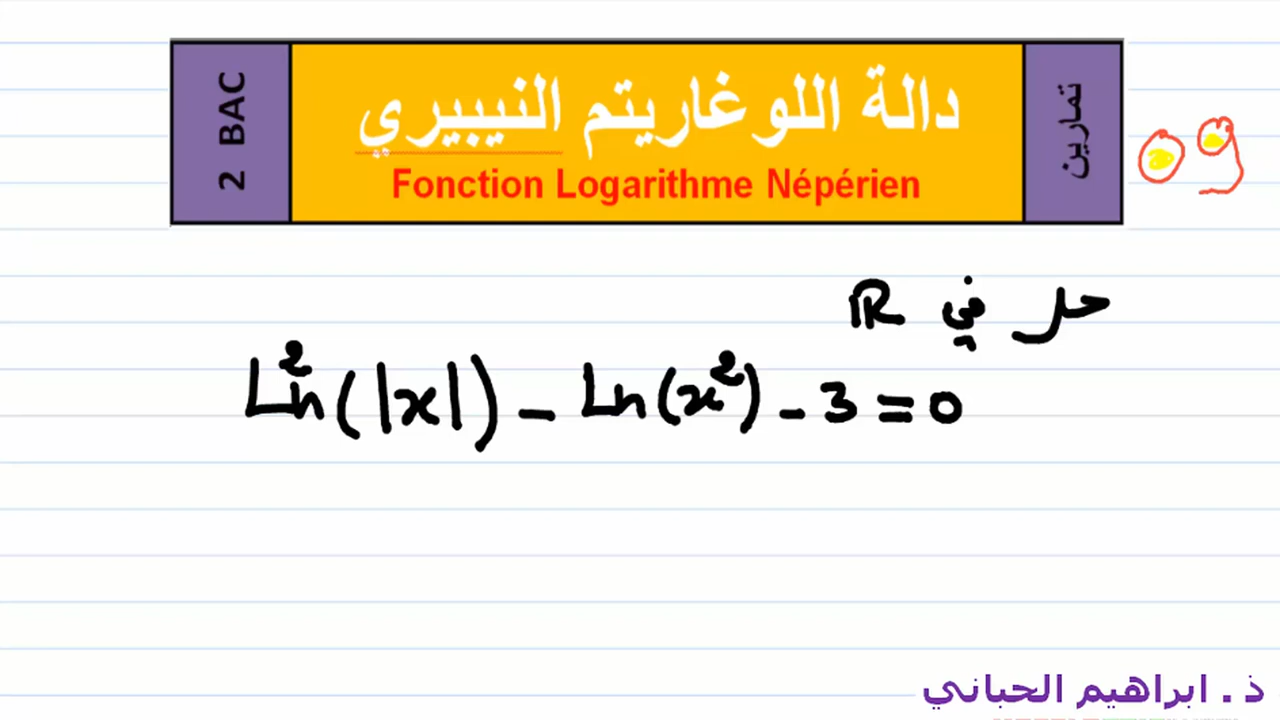 2 BAC
دالة اللوغاريتم النيبيري
Fonction Logarithme Népérien
تمارين
09
حل في ℝ
Ln²(|x|) - Ln(x²) - 3 = 0
ذ . ابراهيم الحباني